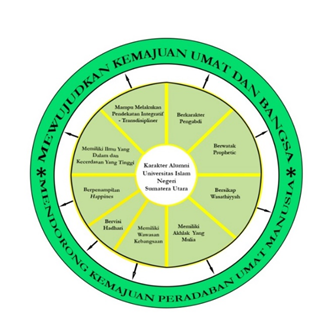 MEWUJUDKAN KEMAJUAN UMAT DAN BANGSA
Mampu Melakukan
Pendekatan Integratif
- Transdisipliner
Berkarakter
Pengabdi
Memiliki Ilmu Yang
Dalam dan
Kecerdasan Yang Tinggi
Berwatak
Prophetic
Karakter Alumni
Universitas Islam
Negeri
Sumatera Utara
Berpenampilan
Happines
Bersikap
Wasathiyyah
Berrisi
Hadhari
Memiliki
Wawasan
Kebangsaan
Memiliki
Akhlak Yang
Mulia
MENDORONG KEMAJUAN PERADABAN UMAT MANUSIA